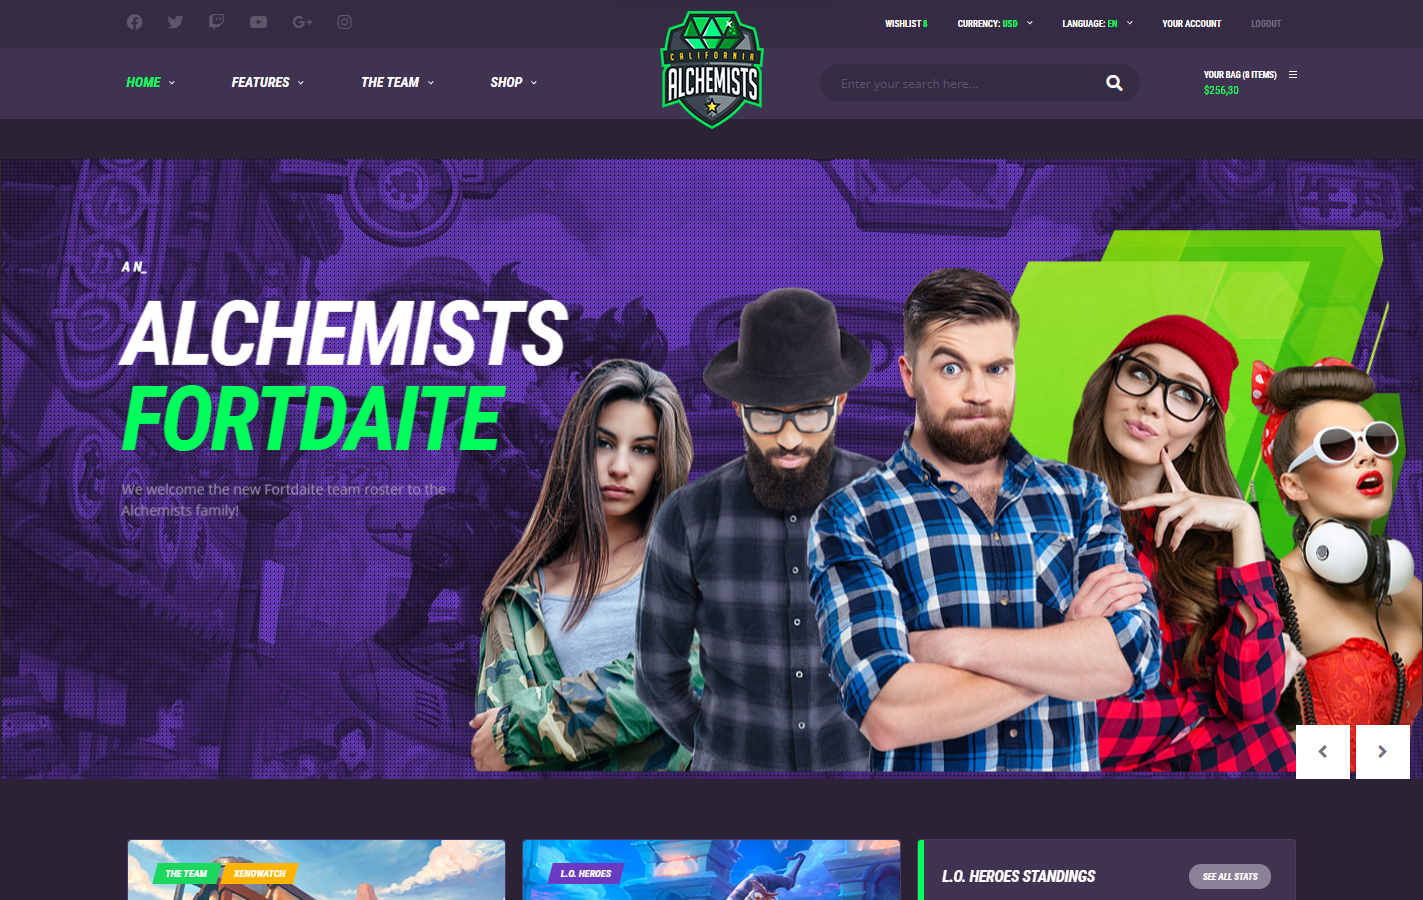 WISHLIST 8
CURRENCY: USD
LANGUAGE: EN
YOUR ACCOUNT
LOGOUT
HOME
FEATURES
THE TEAM
SHOP
CALIFORNIA
ALCHEMISTS
Enter your search here...
YOUR BAG (8 ITEMS)
$256,30
A N_
ALCHEMISTS
FORTDAITE
We welcome the new Fortdaite team roster to the
Alchemists family!
THE TEAM
XENOWATCH
L.O. HEROES
L.O. HEROES STANDINGS
SEE ALL STATS